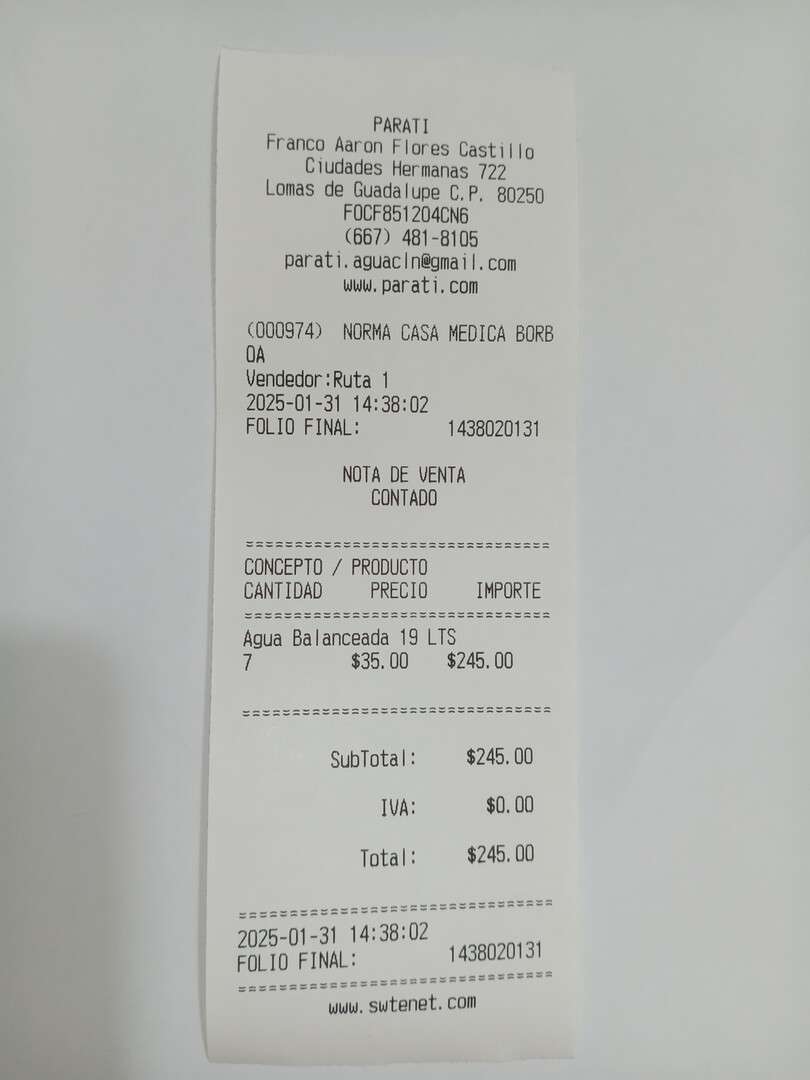 PARATI
Franco Aaron Flores Castillo
Ciudades Hermanas 722
Lomas de Guadalupe C.P. 80250
FOCF851204CN6
(667) 481-8105
parati.aguacln@gmail.com
www.parati.com
(000974) NORMA CASA MEDICA BORB
OA
Vendedor:Ruta 1
2025-01-31 14:38:02
FOLIO FINAL: 1438020131
NOTA DE VENTA
CONTADO
===============================
CONCEPTO / PRODUCTO
CANTIDAD PRECIO IMPORTE
===============================
Agua Balanceada 19 LTS
7 $35.00 $245.00
===============================
SubTotal: $245.00
IVA: $0.00
Total: $245.00
===============================
2025-01-31 14:38:02
FOLIO FINAL: 1438020131
===============================
www.swtenet.com